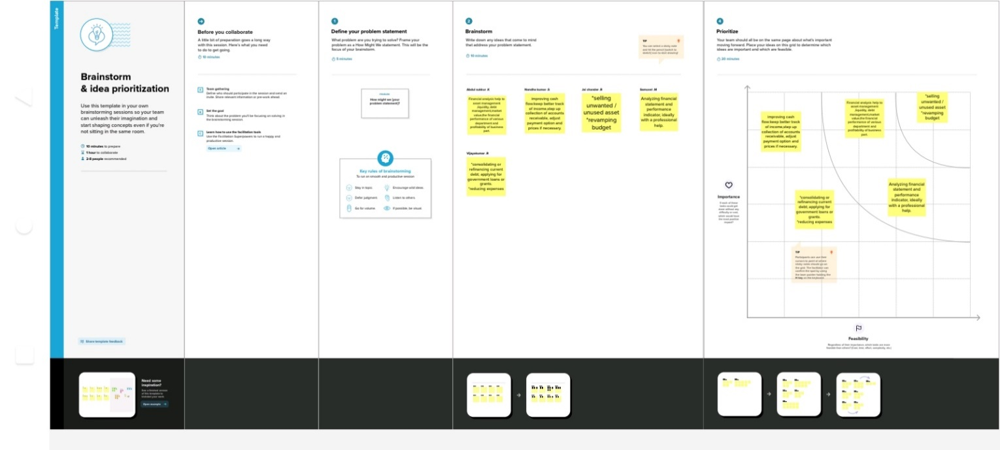 Template
Brainstorm
& idea prioritization
Use this template in your own
brainstorming sessions so your team
can unleash their imagination and
start shaping concepts even if you're
not sitting in the same room.
10 minutes to prepare
1 hour to collaborate
2-8 people recommended
Share template feedback
Need some
inspiration?
See a finished version
of this template to
kickstart your work.
Open example
Before you collaborate
A little bit of preparation goes a long way
with this session. Here's what you need
to do to get going.
10 minutes
A
Team gathering
Define who should participate in the session and send an
invite. Share relevant information or pre-work ahead.
B
Set the goal
Think about the problem you'll be focusing on solving in
the brainstorming session.
C
Learn how to use the facilitation tools
Use the Facilitation Superpowers to run a happy and
productive session.
Open article
1
Define your problem statement
What problem are you trying to solve? Frame your
problem as a How Might We statement. This will be the
focus of your brainstorm.
5 minutes
PROBLEM
How might we [your
problem statement]?
Key rules of brainstorming
To run an smooth and productive session
Stay in topic.
Encourage wild ideas.
Defer judgment.
Listen to others.
Go for volume.
If possible, be visual.
2
Brainstorm
Write down any ideas that come to mind
that address your problem statement.
10 minutes
TIP
You can select a sticky note
and hit the pencil [switch to
sketch] icon to start drawing!
Abdul sukkur A
Financial analysis help to
asset management
,liquidity, debt
management,market
value,the financial
performance of various
department and
profitability of business
part.
Nandha kumar S
improving cash
flow:keep better track
of income,step up
collection of accounts
receivable, adjust
payment option and
prices if necessary.
Jai chander R
*selling
unwanted /
unused asset
*revamping
budget
Samuvel M
Analyzing financial
statement and
performance
indicator, ideally
with a professional
help.
Vijayakumar R
*consolidating or
refinancing current
debt, applying for
government loans or
grants.
*reducing expenses
4
Prioritize
Your team should all be on the same page about what's important
moving forward. Place your ideas on this grid to determine which
ideas are important and which are feasible.
20 minutes
improving cash
flow:keep better track
of income,step up
collection of accounts
receivable, adjust
payment option and
prices if necessary.
Financial analysis help to
asset management
,liquidity, debt
management,market
value,the financial
performance of various
department and
profitability of business
part.
*selling
unwanted /
unused asset
*revamping
budget
Importance
If each of these
tasks could get
done without any
difficulty or cost,
which would have
the most positive
impact?
*consolidating or
refinancing current
debt, applying for
government loans or
grants.
*reducing expenses
Analyzing financial
statement and
performance
indicator, ideally
with a professional
help.
TIP
Participants can use their
cursors to point at where
sticky notes should go on
the grid. The facilitator can
confirm the spot by using
the laser pointer holding the
H key on the keyboard.
Feasibility
Regardless of their importance, which tasks are more
feasible than others? (Cost, time, effort, complexity, etc.)